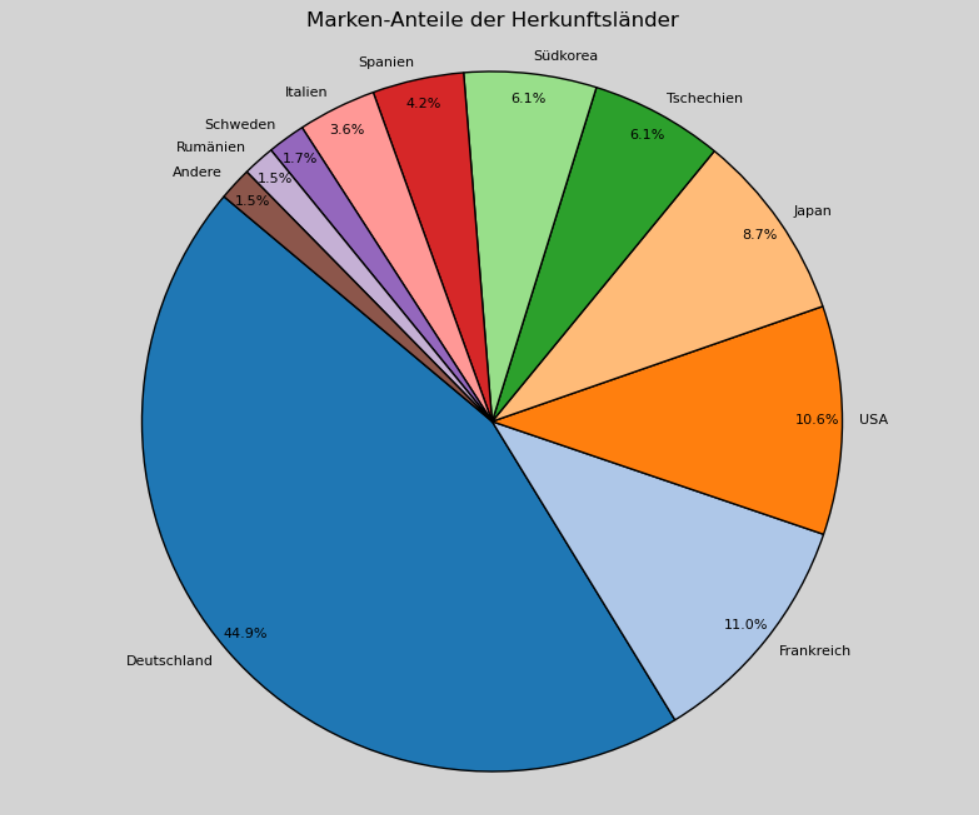 Marken-Anteile der Herkunftsländer
Südkorea
Spanien
6.1%
Italien
4.2%
Tschechien
6.1%
3.6%
Schweden
1.7%
Rumänien
1.5%
Andere
1.5%
Japan
8.7%
10.6%
USA
11.0%
Frankreich
44.9%
Deutschland